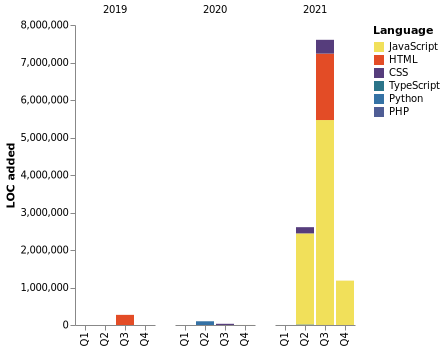 2019 2020 2021
Language
JavaScript
HTML
CSS
TypeScript
Python
PHP
LOC added
8,000,000
7,000,000
6,000,000
5,000,000
4,000,000
3,000,000
2,000,000
1,000,000
0
Q1 Q2 Q3 Q4 Q1 Q2 Q3 Q4 Q1 Q2 Q3 Q4